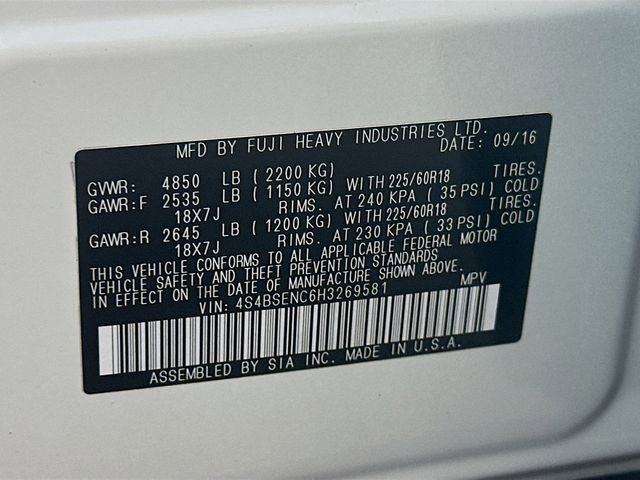 MFD BY FUJI HEAVY INDUSTRIES LTD.
DATE: 09/16
GVWR: 4850 LB (2200 KG)
GAWR:F 2535 LB (1150 KG) WITH 225/60R18 TIRES.
18X7J RIMS. AT 240 KPA (35 PSI) COLD
GAWR:R 2645 LB (1200 KG) WITH 225/60R18 TIRES.
18X7J RIMS. AT 230 KPA (33 PSI) COLD
THIS VEHICLE CONFORMS TO ALL APPLICABLE FEDERAL MOTOR
VEHICLE SAFETY AND THEFT PREVENTION STANDARDS
IN EFFECT ON THE DATE OF MANUFACTURE SHOWN ABOVE.
VIN: 4S4BSENC6H3269581 MPV
ASSEMBLED BY SIA INC. MADE IN U.S.A.